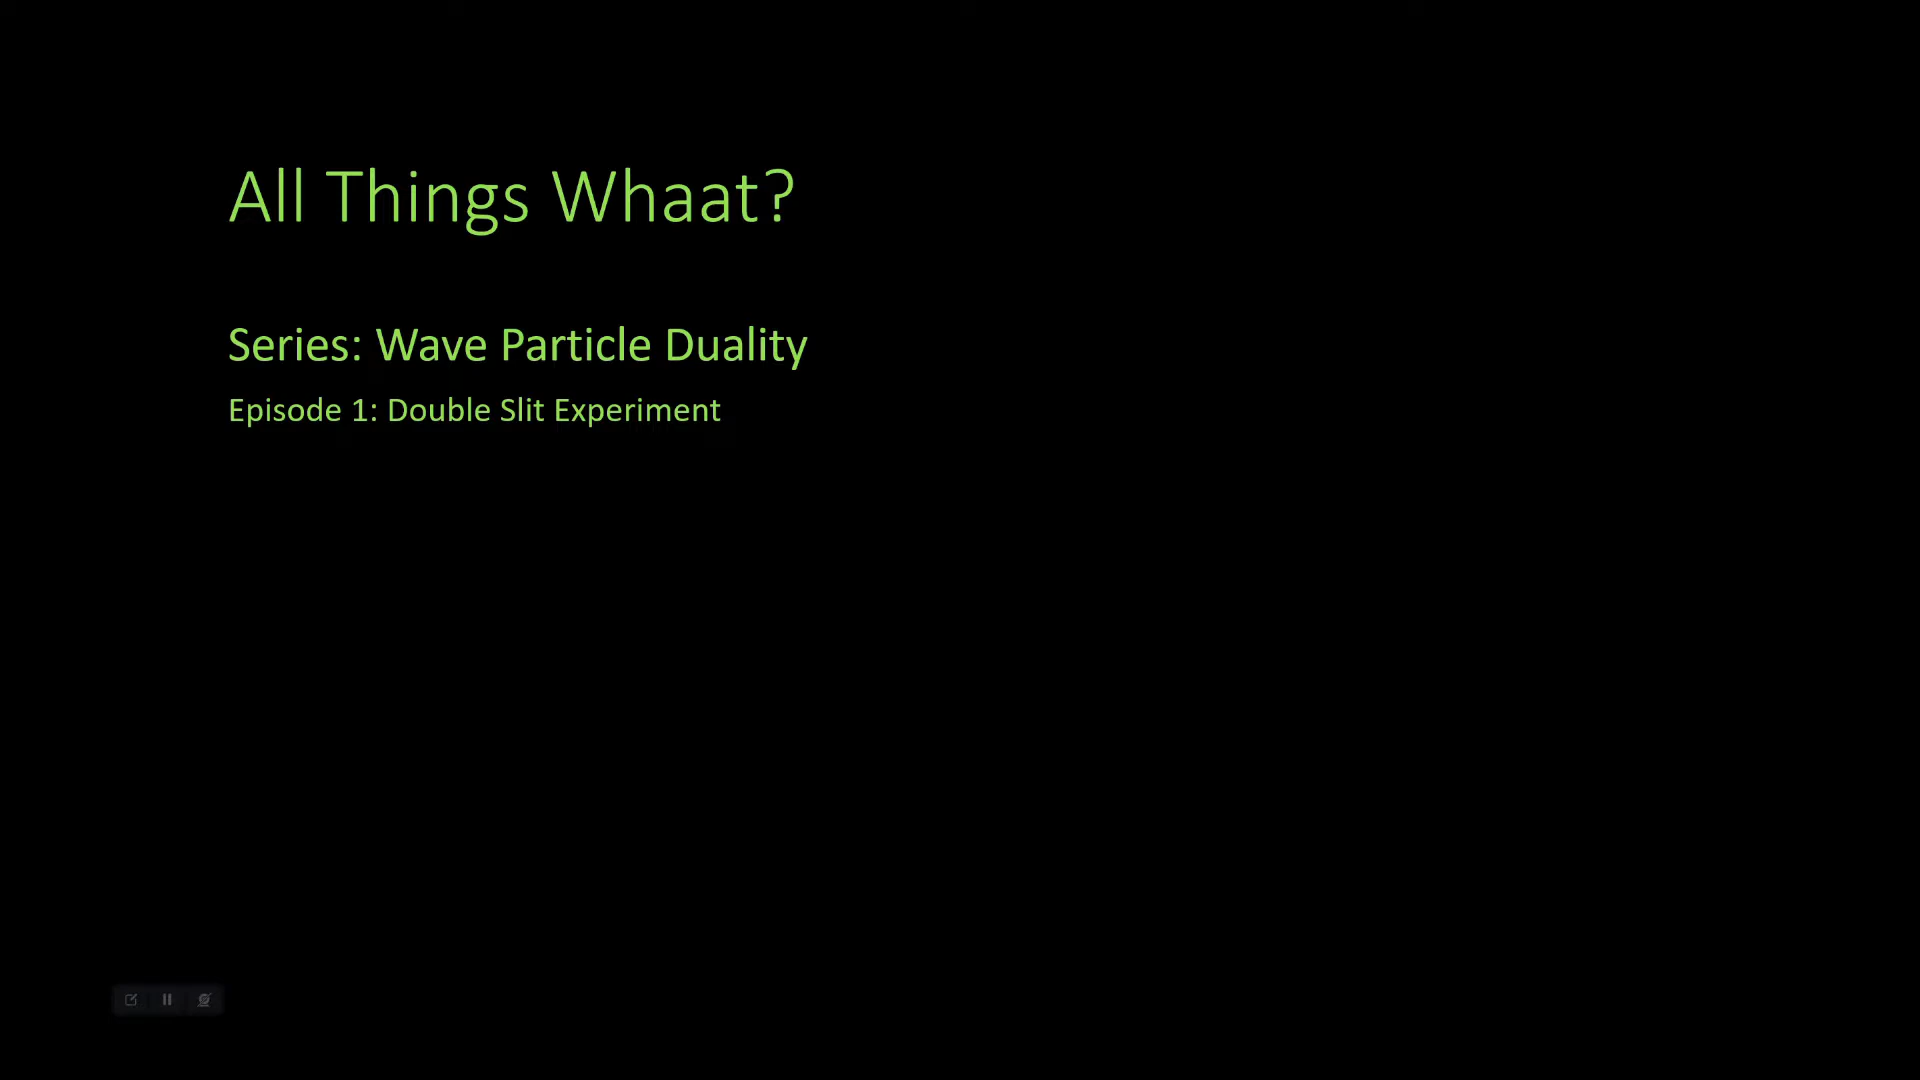 All Things Whaat?
Series: Wave Particle Duality
Episode 1: Double Slit Experiment